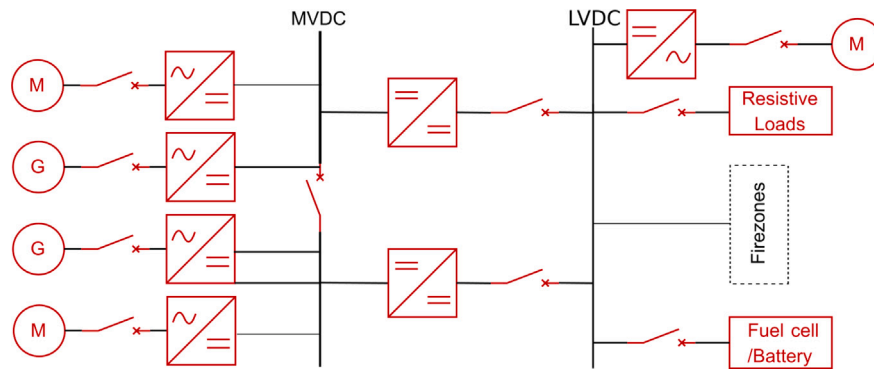 MVDC
LVDC
M
M
Resistive
Loads
G
Firezones
G
M
Fuel cell
/Battery